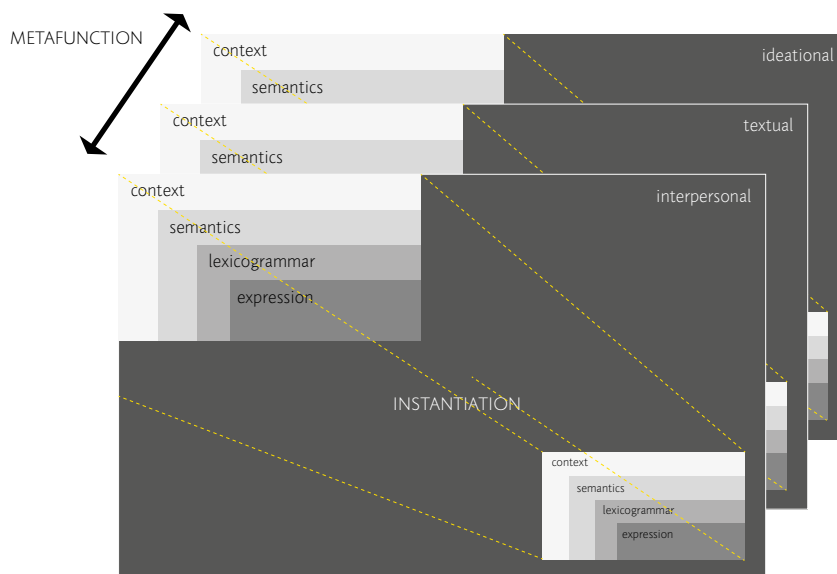 METAFUNCTION
context
ideational
semantics
context
textual
semantics
context
interpersonal
semantics
lexicogrammar
expression
INSTANTIATION
context
semantics
lexicogrammar
expression